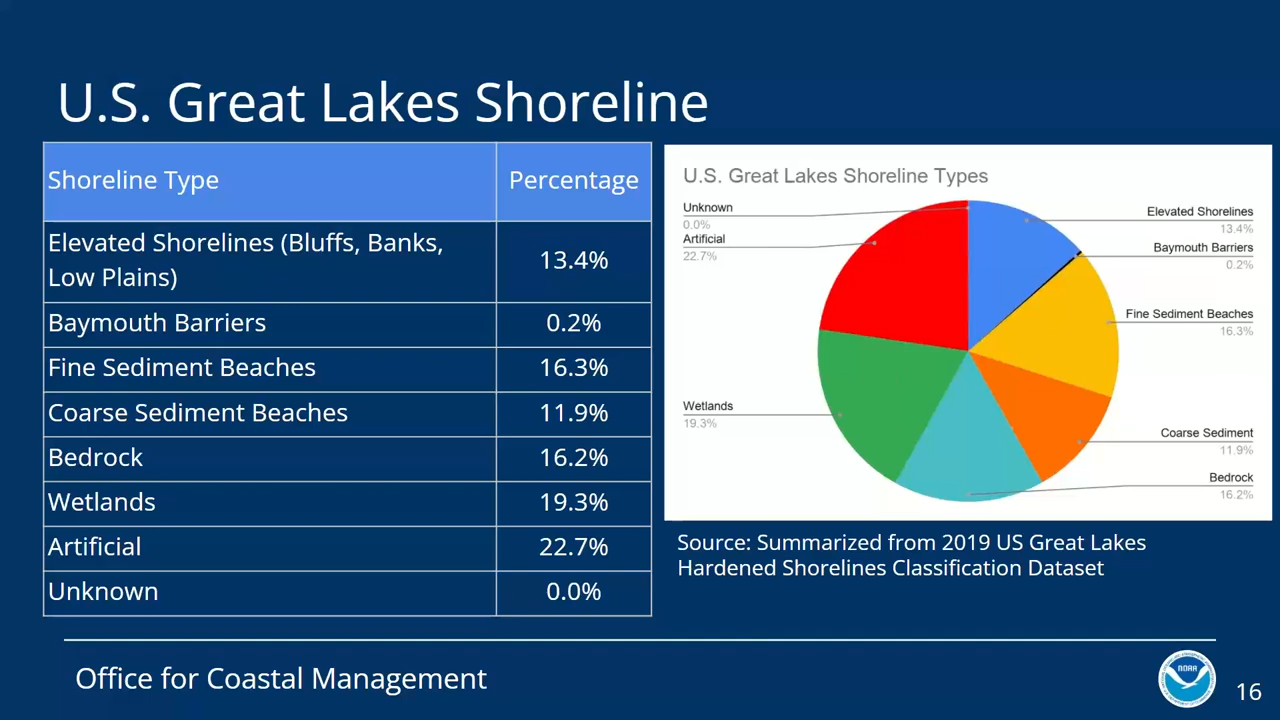 U.S. Great Lakes Shoreline
Shoreline Type Percentage
Elevated Shorelines (Bluffs, Banks,
Low Plains) 13.4%
Baymouth Barriers 0.2%
Fine Sediment Beaches 16.3%
Coarse Sediment Beaches 11.9%
Bedrock 16.2%
Wetlands 19.3%
Artificial 22.7%
Unknown 0.0%
U.S. Great Lakes Shoreline Types
Unknown
0.0%
Artificial
22.7%
Wetlands
19.3%
Elevated Shorelines
13.4%
Baymouth Barriers
0.2%
Fine Sediment Beaches
16.3%
Coarse Sediment
11.9%
Bedrock
16.2%
Source: Summarized from 2019 US Great Lakes
Hardened Shorelines Classification Dataset
Office for Coastal Management
NOAA
16